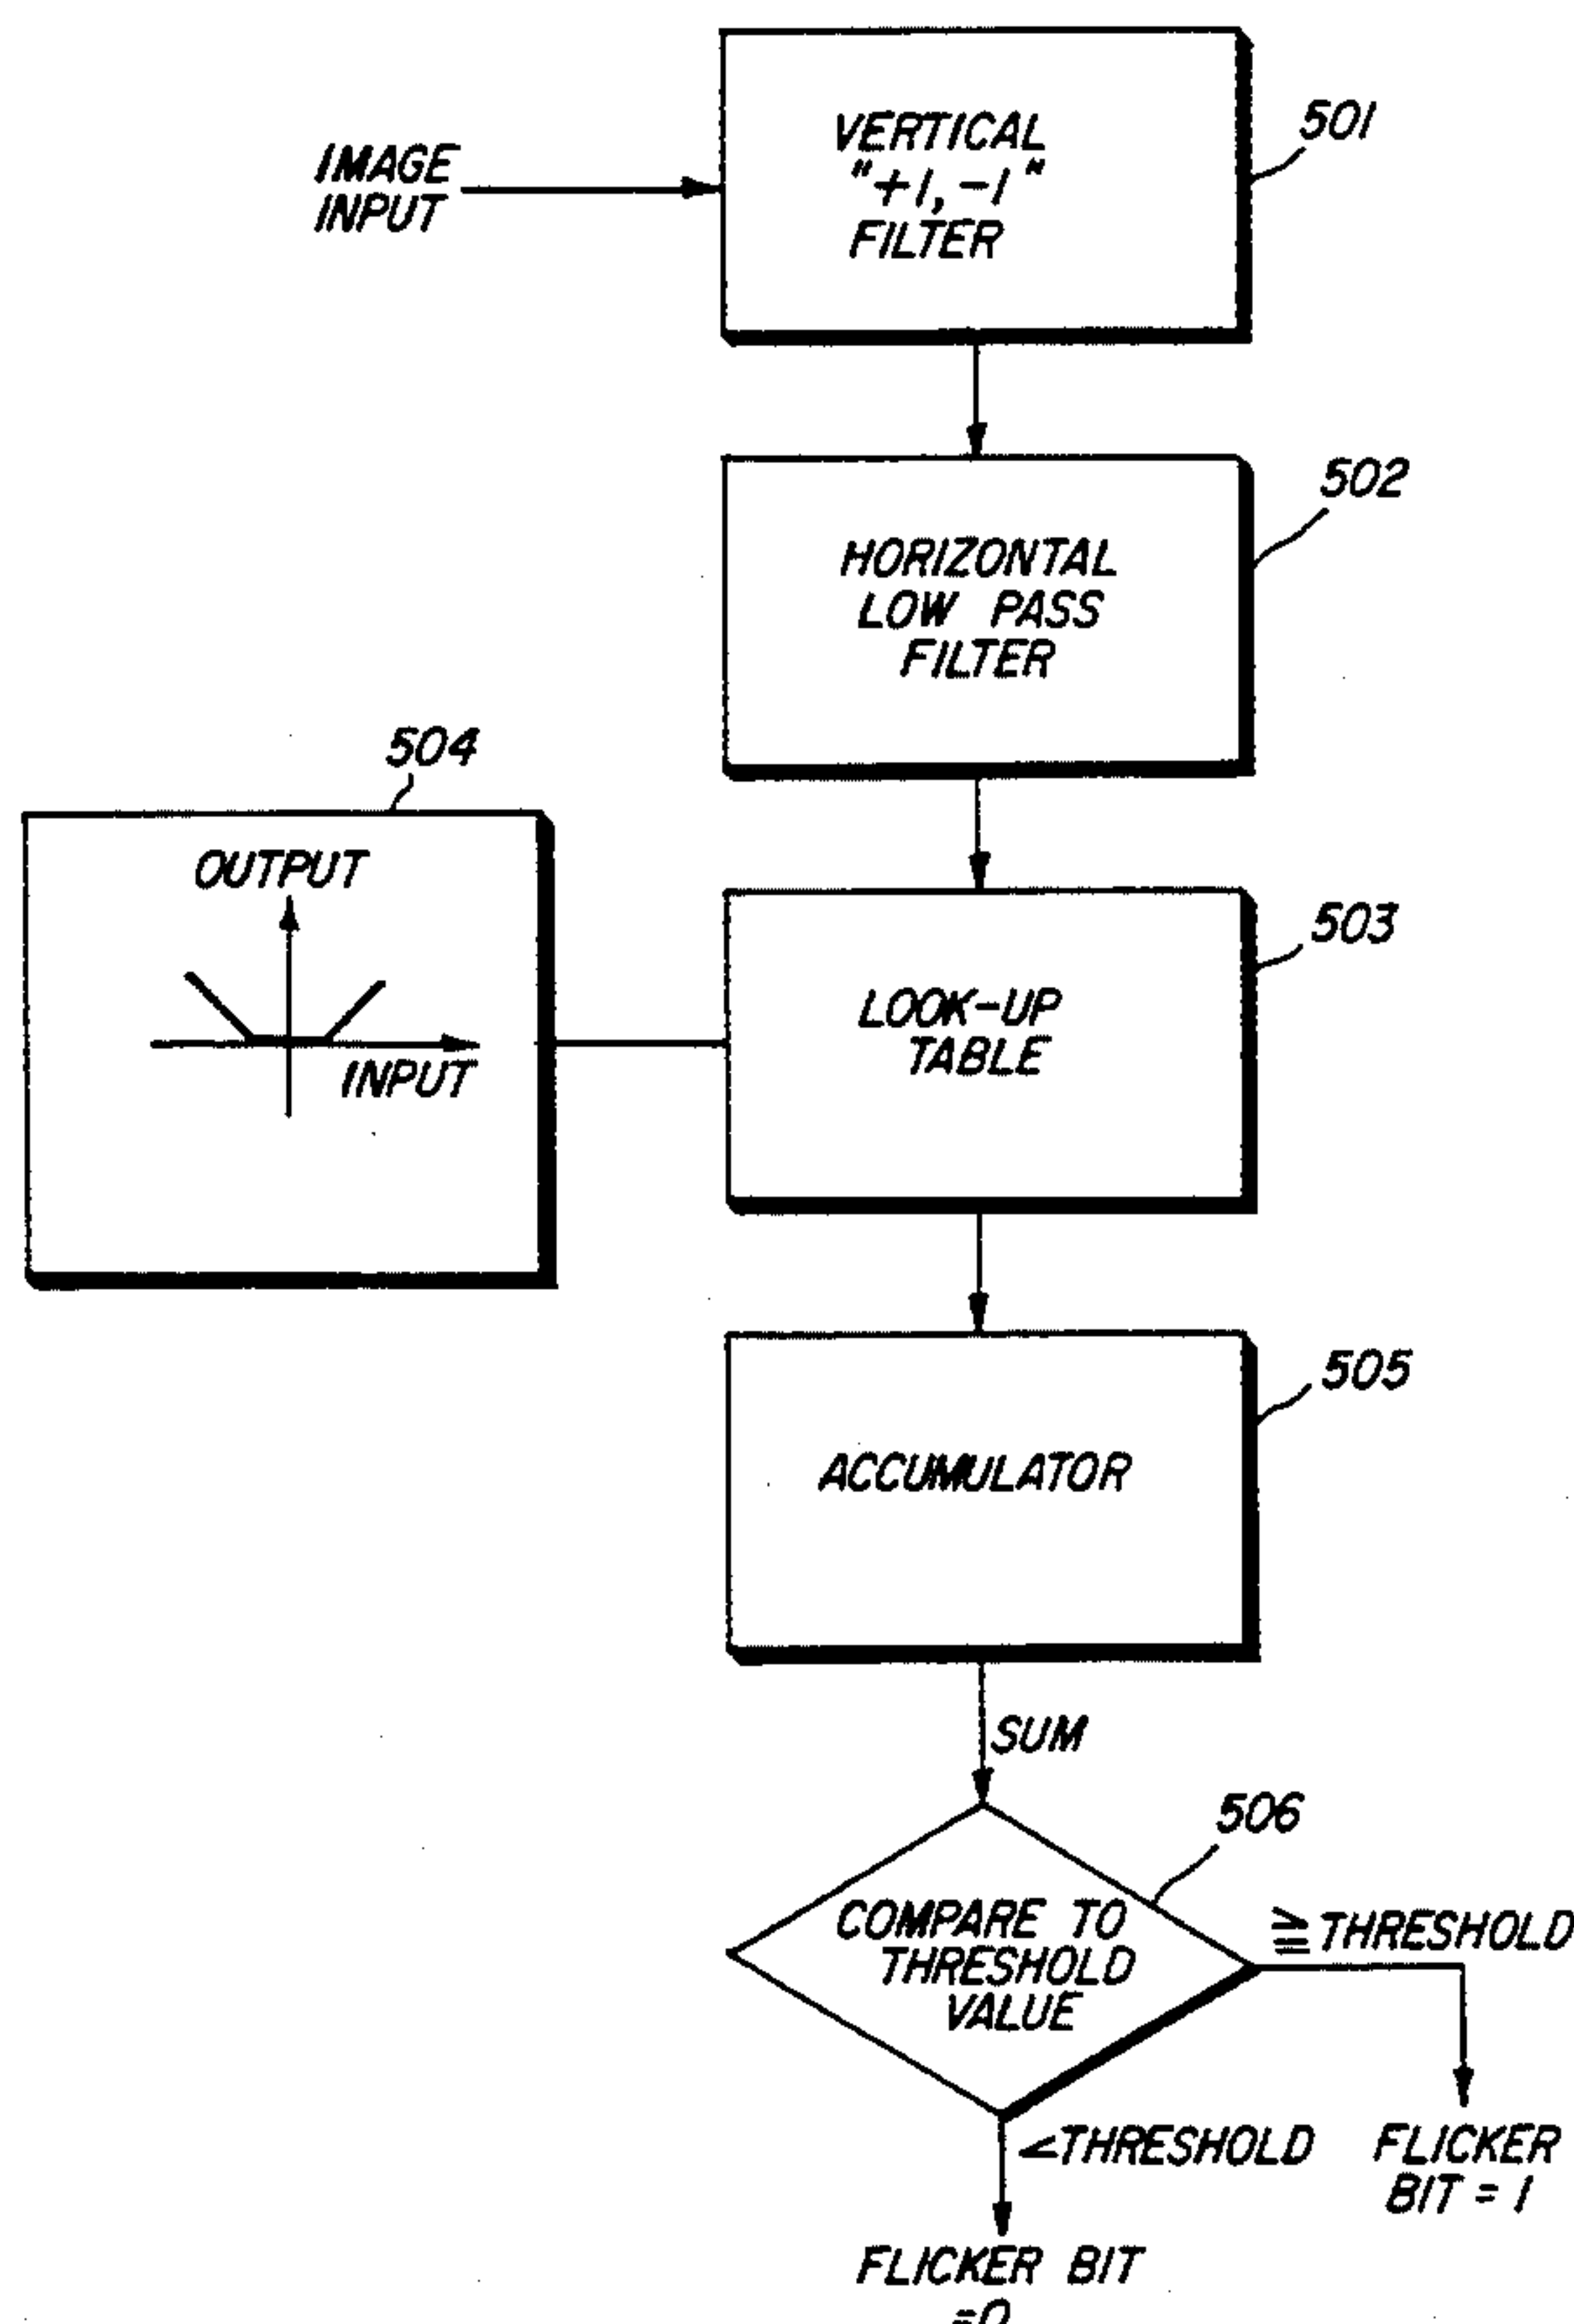 VERTICAL
"+1, -1"
FILTER
501
IMAGE
INPUT
502
HORIZONTAL
LOW PASS
FILTER
504
OUTPUT
INPUT
503
LOOK-UP
TABLE
505
ACCUMULATOR
SUM
506
COMPARE TO
THRESHOLD
VALUE
≧ THRESHOLD
<THRESHOLD
FLICKER
BIT = 1
FLICKER BIT
=0